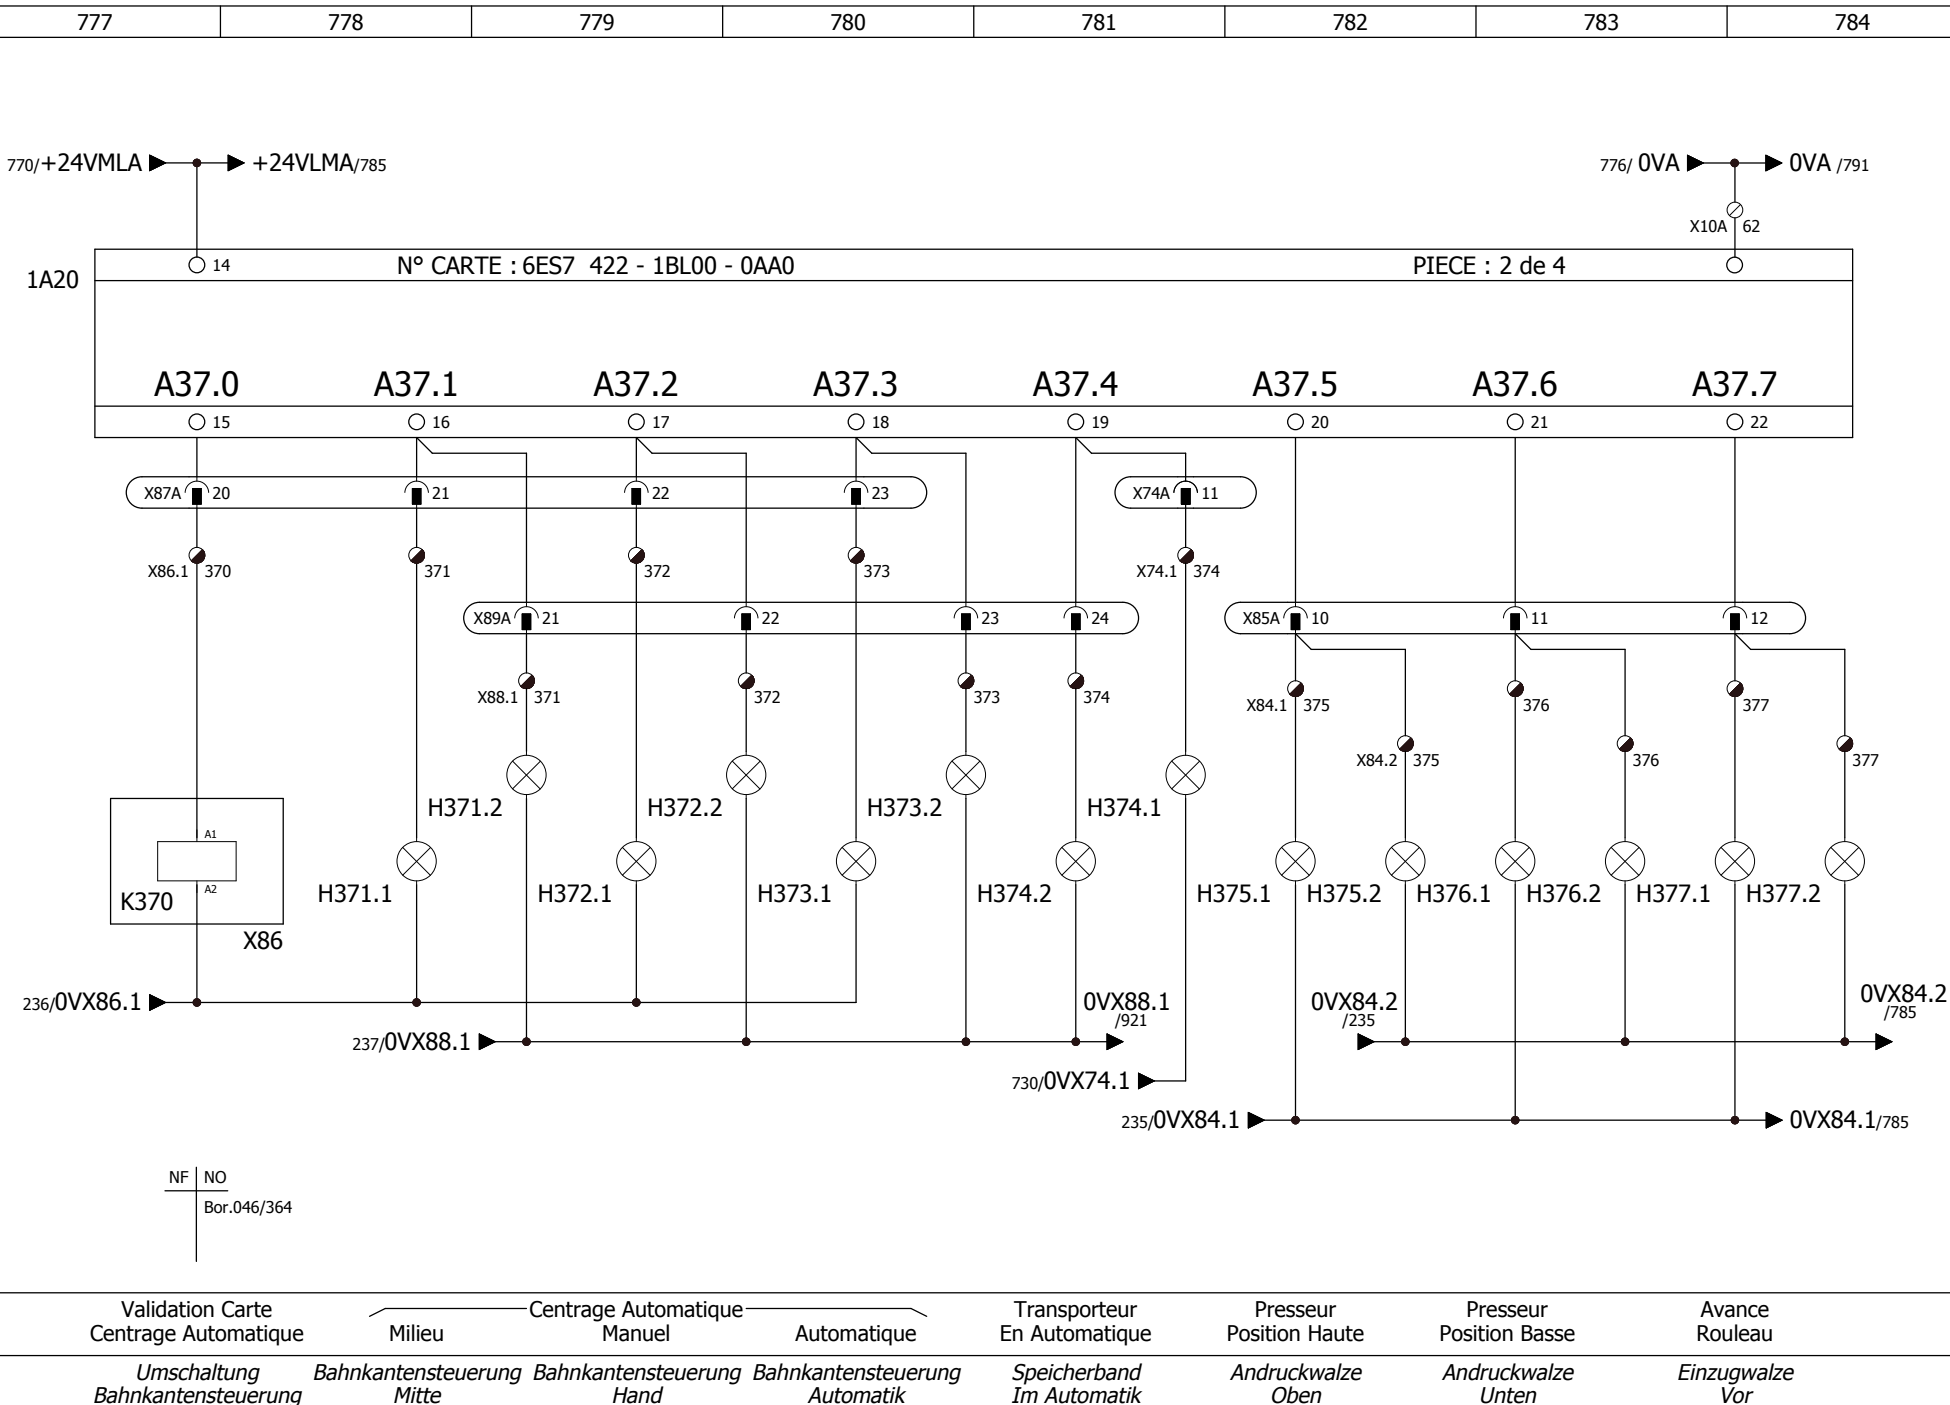 777 778 779 780 781 782 783 784
770/+24VMLA +24VLMA/785 776/ 0VA 0VA /791
X10A 62
1A20 14 N° CARTE : 6ES7 422 - 1BL00 - 0AA0 PIECE : 2 de 4
A37.0 A37.1 A37.2 A37.3 A37.4 A37.5 A37.6 A37.7
15 16 17 18 19 20 21 22
X87A 20 21 22 23 X74A 11
X86.1 370 371 372 373 X74.1 374
X89A 21 22 23 24 X85A 10 11 12
X88.1 371 372 373 374 X84.1 375 376 377
X84.2 375 376 377
H371.2 H372.2 H373.2 H374.1
A1
A2
K370 H371.1 H372.1 H373.1 H374.2 H375.1 H375.2 H376.1 H376.2 H377.1 H377.2
X86
236/0VX86.1 0VX88.1 0VX84.2 0VX84.2
/921 /235 /785
237/0VX88.1
730/0VX74.1
235/0VX84.1 0VX84.1/785
NF NO
Bor.046/364
Validation Carte Centrage Automatique Transporteur Presseur Presseur Avance
Centrage Automatique Milieu Manuel Automatique En Automatique Position Haute Position Basse Rouleau
Umschaltung Bahnkantensteuerung Bahnkantensteuerung Bahnkantensteuerung Speicherband Andruckwalze Andruckwalze Einzugwalze
Bahnkantensteuerung Mitte Hand Automatik Im Automatik Oben Unten Vor